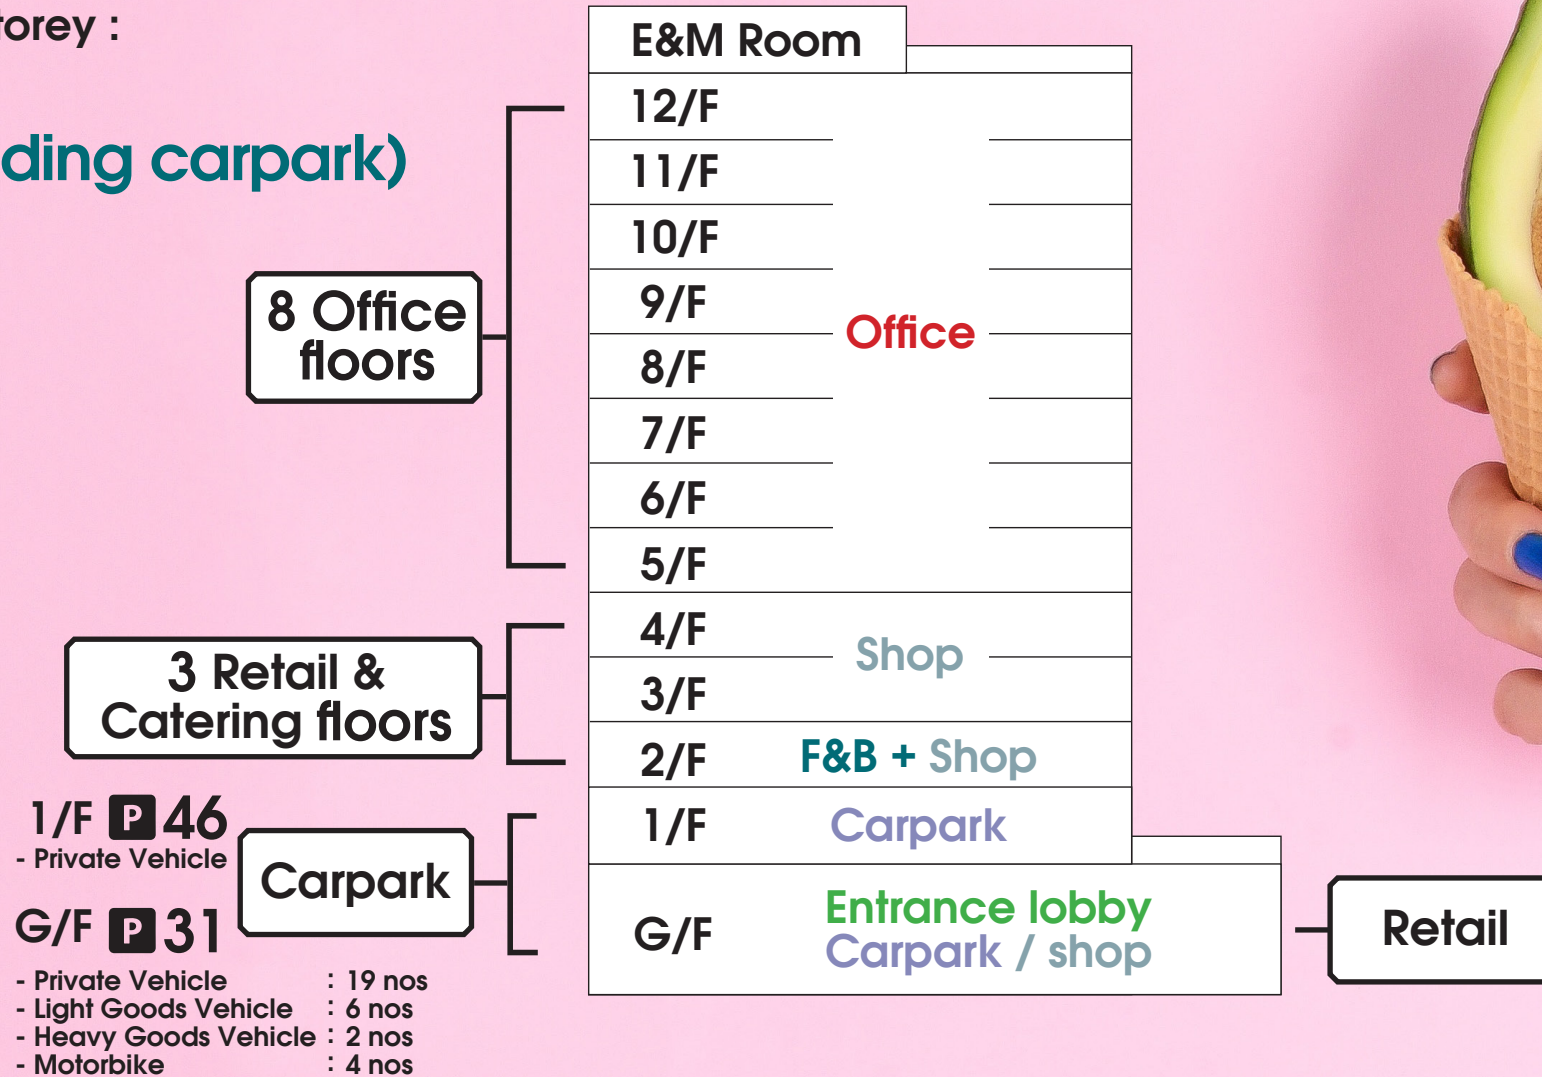 torey :
ding carpark)
E&M Room
12/F
11/F
10/F
9/F
8/F
7/F
6/F
5/F
Office
8 Office
floors
4/F
3/F
Shop
2/F F&B + Shop
3 Retail &
Catering floors
1/F Carpark
G/F Entrance lobby
Carpark / shop
Carpark
Retail
1/F P 46
- Private Vehicle
G/F P 31
- Private Vehicle : 19 nos
- Light Goods Vehicle : 6 nos
- Heavy Goods Vehicle : 2 nos
- Motorbike : 4 nos